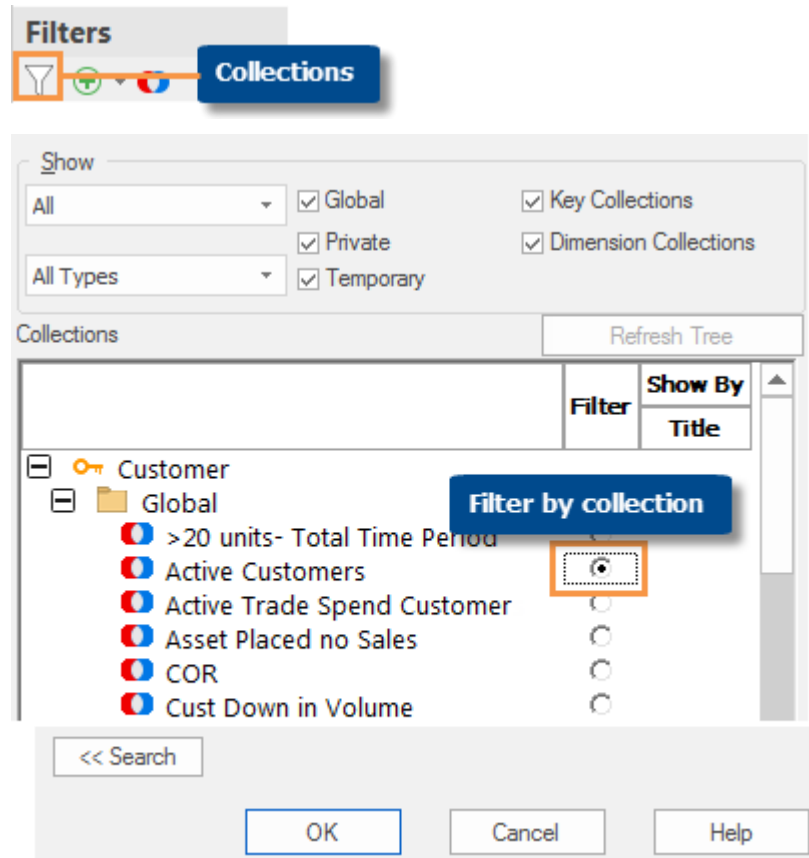 Filters
Collections
Show
All
Global
Key Collections
Private
Dimension Collections
All Types
Temporary
Collections
Refresh Tree
Filter
Show By
Title
Customer
Global
Filter by collection
>20 units- Total Time Period
Active Customers
Active Trade Spend Customer
Asset Placed no Sales
COR
Cust Down in Volume
<< Search
OK
Cancel
Help